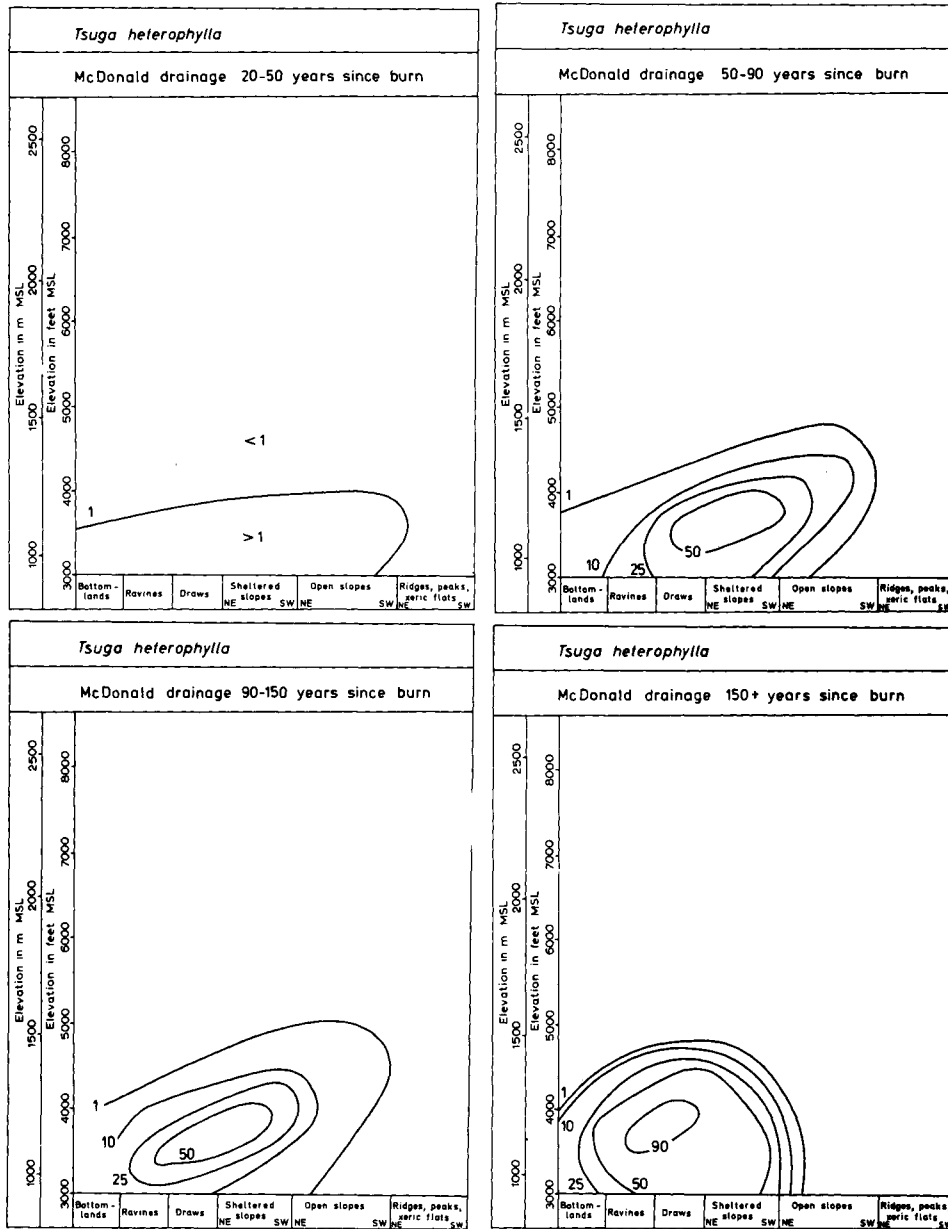 Tsuga heterophylla
McDonald drainage 20-50 years since burn
Elevation in m MSL
Elevation in feet MSL
2500
2000
1500
1000
8000
7000
6000
5000
4000
3000
<1
1
>1
Bottom-
lands
Ravines
Draws
Sheltered
slopes
NE SW
Open slopes
NE SW
Ridges, peaks,
xeric flats
NE SW
Tsuga heterophylla
McDonald drainage 50-90 years since burn
Elevation in m MSL
Elevation in feet MSL
2500
2000
1500
1000
8000
7000
6000
5000
4000
3000
1
10
25
50
Bottom-
lands
Ravines
Draws
Sheltered
slopes
NE SW
Open slopes
NE SW
Ridges, peaks,
xeric flats
NE SW
Tsuga heterophylla
McDonald drainage 90-150 years since burn
Elevation in m MSL
Elevation in feet MSL
2500
2000
1500
1000
8000
7000
6000
5000
4000
3000
1
10
50
25
Bottom-
lands
Ravines
Draws
Sheltered
slopes
NE SW
Open slopes
NE SW
Ridges, peaks,
xeric flats
NE SW
Tsuga heterophylla
McDonald drainage 150+ years since burn
Elevation in m MSL
Elevation in feet MSL
2500
2000
1500
1000
8000
7000
6000
5000
4000
3000
1
10
90
25
50
Bottom-
lands
Ravines
Draws
Sheltered
slopes
NE SW
Open slopes
NE SW
Ridges, peaks,
xeric flats
NE SW